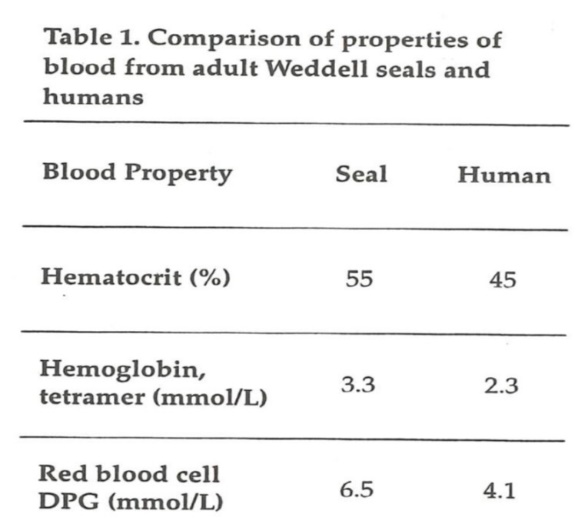 Table 1. Comparison of properties of
blood from adult Weddell seals and
humans
Blood Property Seal Human
Hematocrit (%) 55 45
Hemoglobin,
tetramer (mmol/L) 3.3 2.3
Red blood cell
DPG (mmol/L) 6.5 4.1